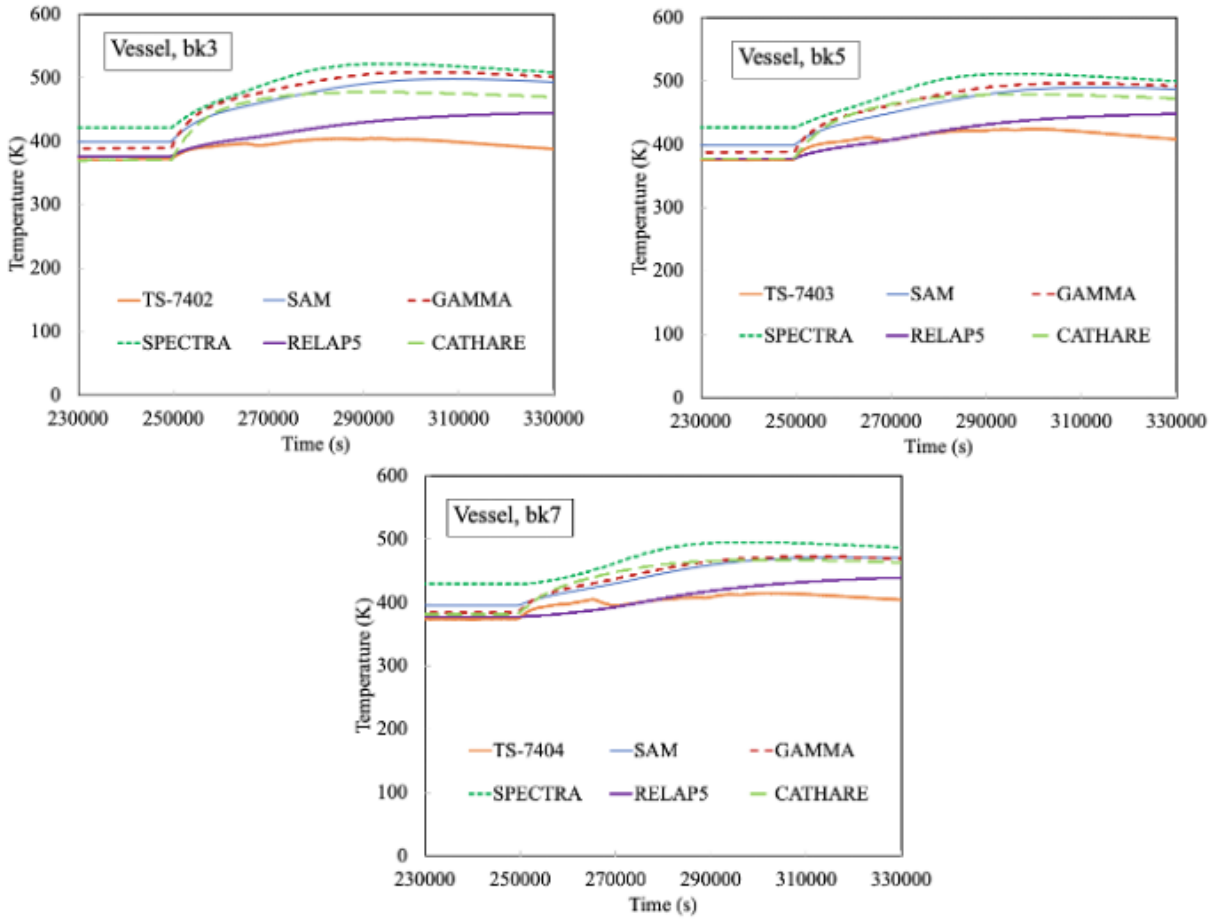 Vessel, bk3
Temperature (K)
600
500
400
300
200
100
0
TS-7402 SAM GAMMA
SPECTRA RELAP5 CATHARE
230000 250000 270000 290000 310000 330000
Time (s)
Vessel, bk5
Temperature (K)
600
500
400
300
200
100
0
TS-7403 SAM GAMMA
SPECTRA RELAP5 CATHARE
230000 250000 270000 290000 310000 330000
Time (s)
Vessel, bk7
Temperature (K)
600
500
400
300
200
100
0
TS-7404 SAM GAMMA
SPECTRA RELAP5 CATHARE
230000 250000 270000 290000 310000 330000
Time (s)